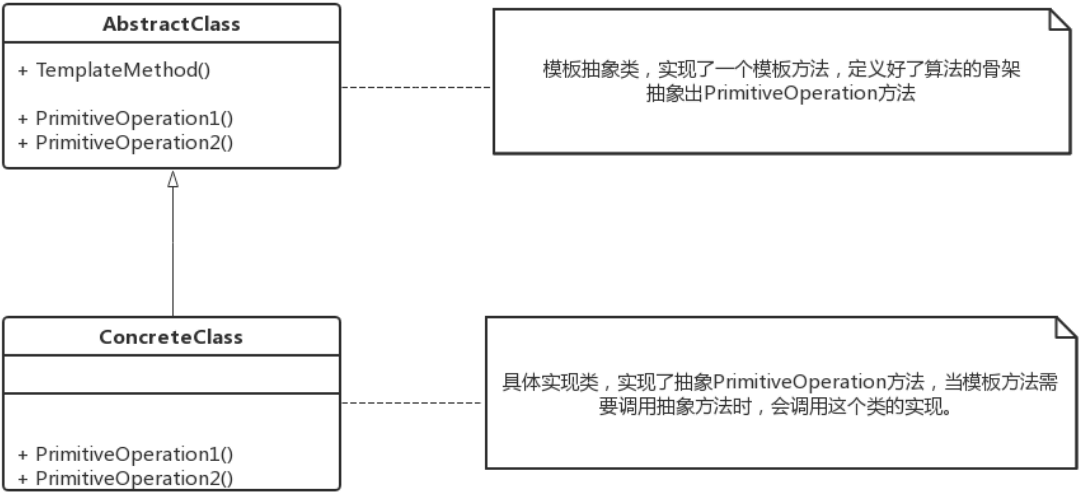 AbstractClass
+ TemplateMethod()
+ PrimitiveOperation1()
+ PrimitiveOperation2()
模板抽象类，实现了一个模板方法，定义好了算法的骨架
抽象出PrimitiveOperation方法
ConcreteClass
+ PrimitiveOperation1()
+ PrimitiveOperation2()
具体实现类，实现了抽象PrimitiveOperation方法，当模板方法需
要调用抽象方法时，会调用这个类的实现。